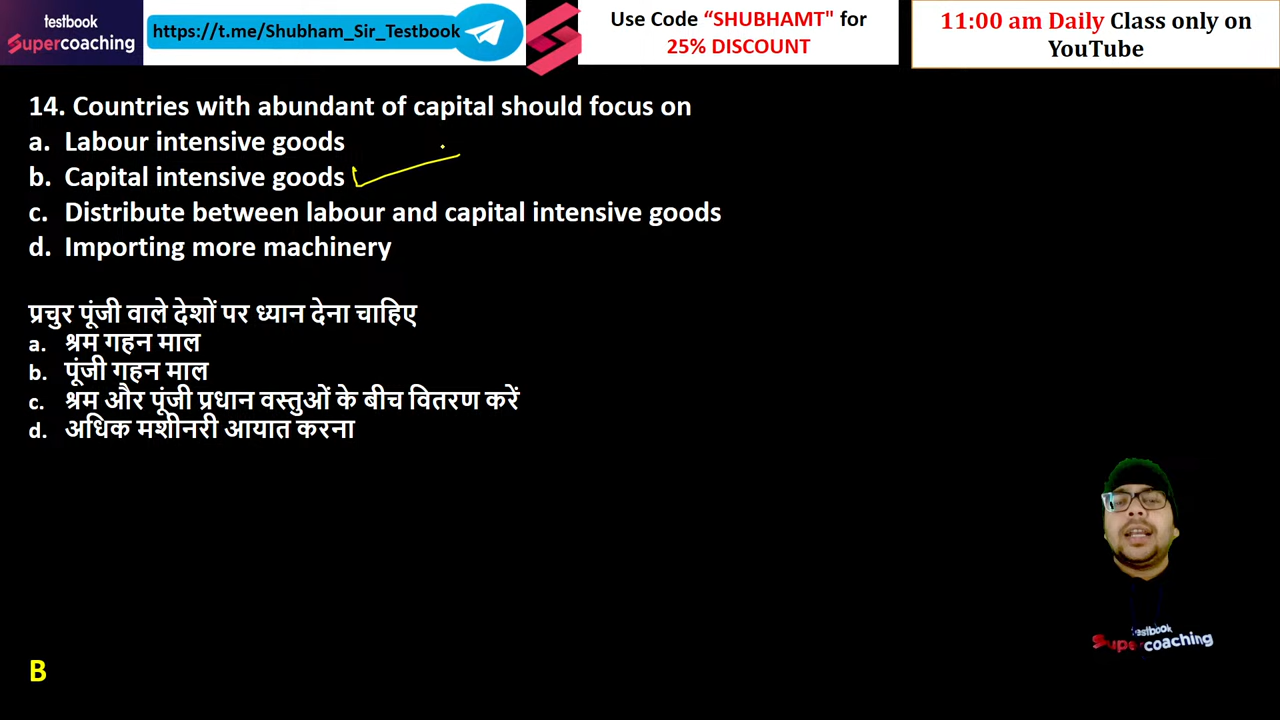 testbook
Supercoaching
https://t.me/Shubham_Sir_Testbook
Use Code “SHUBHAMT" for
25% DISCOUNT
11:00 am Daily Class only on
YouTube
14. Countries with abundant of capital should focus on
a. Labour intensive goods
b. Capital intensive goods
c. Distribute between labour and capital intensive goods
d. Importing more machinery
प्रचुर पूंजी वाले देशों पर ध्यान देना चाहिए
a. श्रम गहन माल
b. पूंजी गहन माल
c. श्रम और पूंजी प्रधान वस्तुओं के बीच वितरण करें
d. अधिक मशीनरी आयात करना
testbook
Supercoaching
B